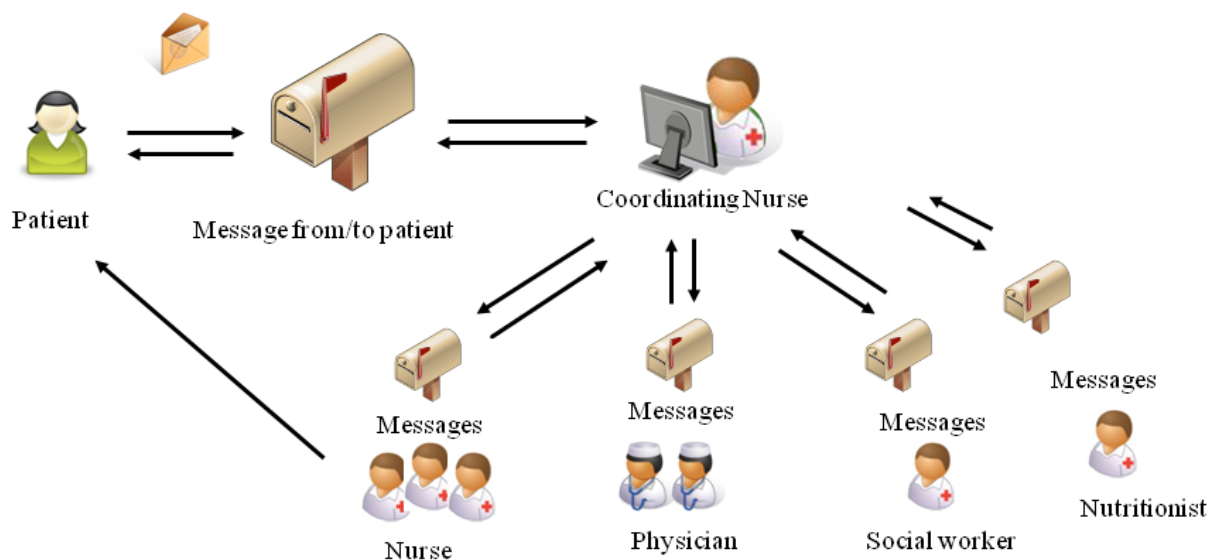 Coordinating Nurse
Patient
Message from/to patient
Messages
Messages
Messages
Messages
Nutritionist
Nurse
Physician
Social worker